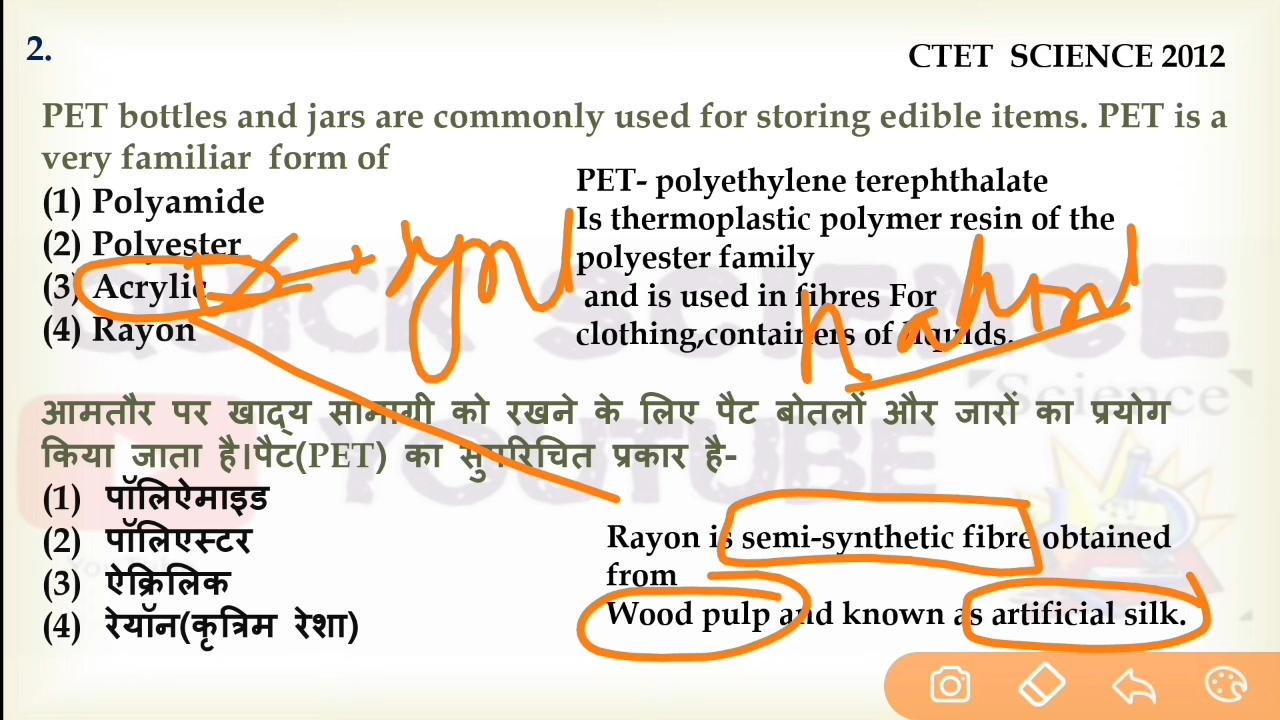 2.
CTET SCIENCE 2012
PET bottles and jars are commonly used for storing edible items. PET is a
very familiar form of
(1) Polyamide
(2) Polyester
(3) Acrylic
(4) Rayon
PET- polyethylene terephthalate
Is thermoplastic polymer resin of the
polyester family
and is used in fibres For
clothing,containers of liquids.
आमतौर पर खाद्य सामाग्री को रखने के लिए पैट बोतलों और जारों का प्रयोग
किया जाता है।पैट(PET) का सुपरिचित प्रकार है-
(1) पॉलिऐमाइड
(2) पॉलिएस्टर
(3) ऐक्रिलिक
(4) रेयॉन(कृत्रिम रेशा)
Rayon is semi-synthetic fibre obtained
from
Wood pulp and known as artificial silk.
QUICK SCIENCE
YOUTUBE
Science